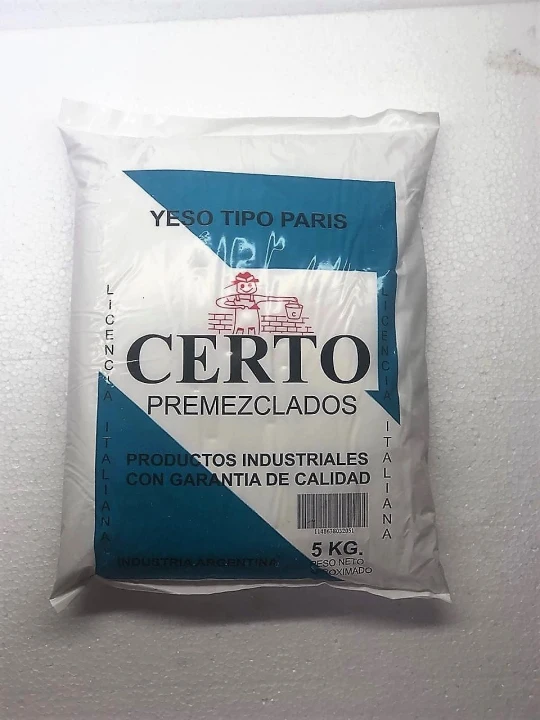 YESO TIPO PARIS
LICENCIA ITALIANA
LICENCIA ITALIANA
CERTO
PREMEZCLADOS
PRODUCTOS INDUSTRIALES
CON GARANTIA DE CALIDAD
5 KG.
INDUSTRIA ARGENTINA
PESO NETO